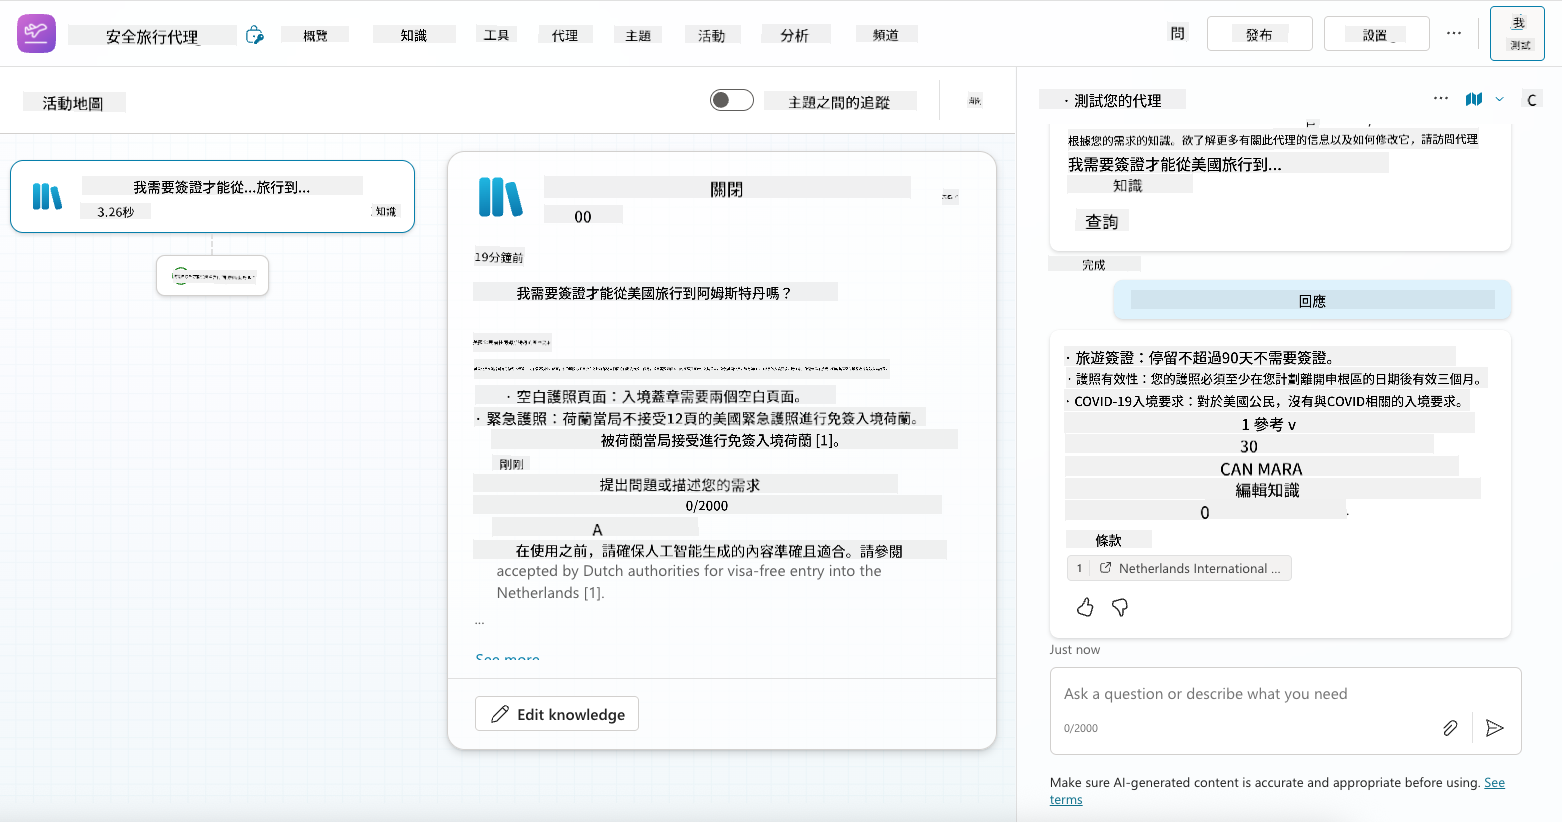 安全旅行代理
概覽
知識
工具
代理
主題
活動
分析
頻道
問
發布
設置
...
我
測試
活動地圖
主題之間的追蹤
我需要簽證才能從...旅行到...
3.26秒
知識
關閉
00
19分鐘前
我需要簽證才能從美國旅行到阿姆斯特丹嗎？
· 空白護照頁面：入境蓋章需要兩個空白頁面。
· 緊急護照：荷蘭當局不接受12頁的美國緊急護照進行免簽入境荷蘭。
被荷蘭當局接受進行免簽入境荷蘭 [1]。
剛剛
提出問題或描述您的需求
0/2000
A
在使用之前，請確保人工智能生成的內容準確且適合。請參閱
accepted by Dutch authorities for visa-free entry into the
Netherlands [1].
...
See more
Edit knowledge
· 測試您的代理
...
C
根據您的需求的知識。欲了解更多有關此代理的信息以及如何修改它，請訪問代理
我需要簽證才能從美國旅行到...
知識
查詢
完成
回應
· 旅遊簽證：停留不超過90天不需要簽證。
· 護照有效性：您的護照必須至少在您計劃離開申根區的日期後有效三個月。
· COVID-19入境要求：對於美國公民，沒有與COVID相關的入境要求。
1 參考 v
30
CAN MARA
編輯知識
0
條款
1 Netherlands International ...
Just now
Ask a question or describe what you need
0/2000
Make sure AI-generated content is accurate and appropriate before using. See
terms